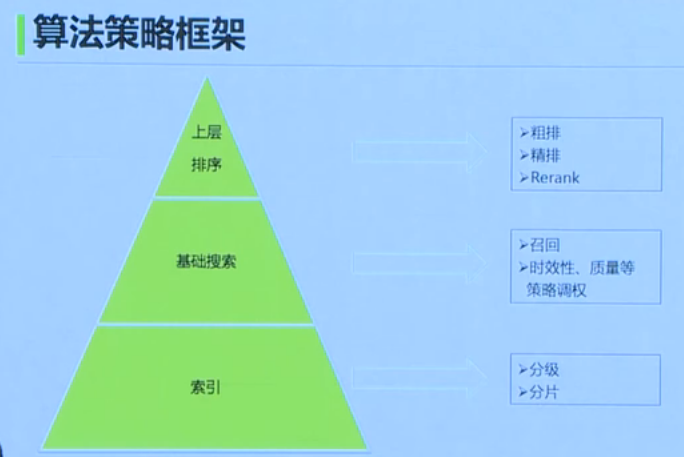 算法策略框架
上层
排序
➢粗排
➢精排
➢Rerank
基础搜索
➢召回
➢时效性、质量等
策略调权
索引
➢分级
➢分片